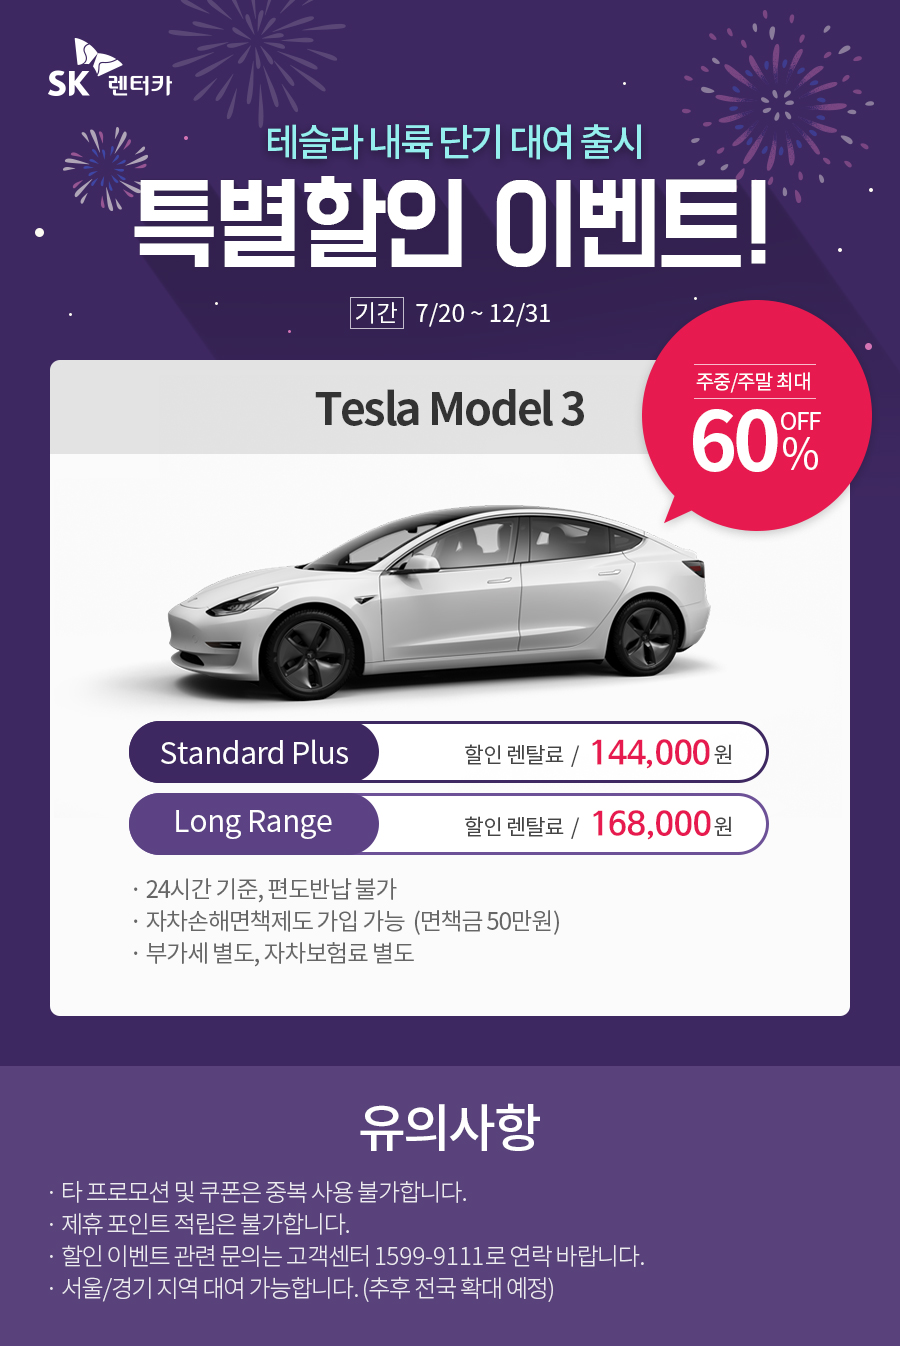 SK 렌터카
테슬라 내륙 단기 대여 출시
특별할인 이벤트!
기간 7/20 ~ 12/31
Tesla Model 3
주중/주말 최대
60% OFF
Standard Plus 할인 렌탈료 / 144,000원
Long Range 할인 렌탈료 / 168,000원
· 24시간 기준, 편도반납 불가
· 자차손해면책제도 가입 가능 (면책금 50만원)
· 부가세 별도, 자차보험료 별도
유의사항
· 타 프로모션 및 쿠폰은 중복 사용 불가합니다.
· 제휴 포인트 적립은 불가합니다.
· 할인 이벤트 관련 문의는 고객센터 1599-9111로 연락 바랍니다.
· 서울/경기 지역 대여 가능합니다. (추후 전국 확대 예정)